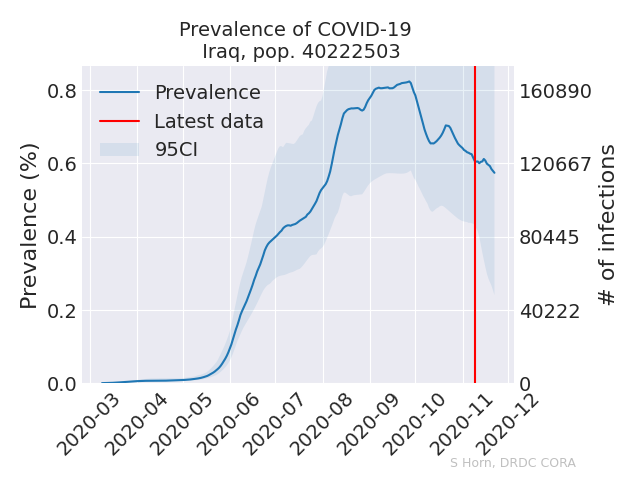 Prevalence of COVID-19
Iraq, pop. 40222503
Prevalence
Latest data
95CI
Prevalence (%)
0.8
0.6
0.4
0.2
0.0
160890
120667
80445
40222
0
# of infections
2020-03
2020-04
2020-05
2020-06
2020-07
2020-08
2020-09
2020-10
2020-11
2020-12
S Horn, DRDC CORA